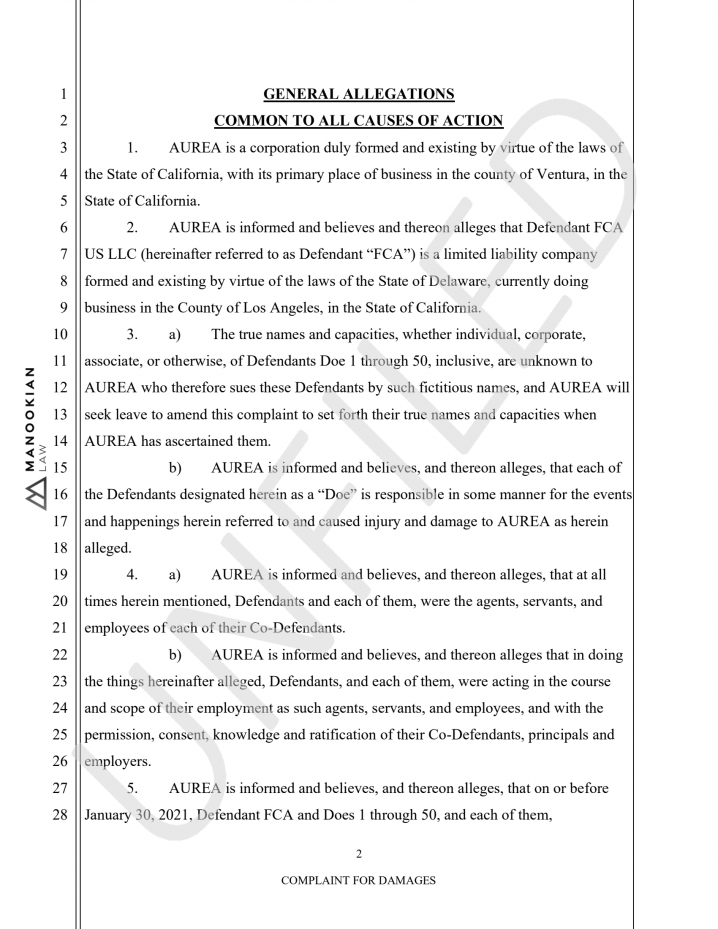 GENERAL ALLEGATIONS
COMMON TO ALL CAUSES OF ACTION
1. AUREA is a corporation duly formed and existing by virtue of the laws of
the State of California, with its primary place of business in the county of Ventura, in the
State of California.
2. AUREA is informed and believes and thereon alleges that Defendant FCA
US LLC (hereinafter referred to as Defendant “FCA”) is a limited liability company
formed and existing by virtue of the laws of the State of Delaware, currently doing
business in the County of Los Angeles, in the State of California.
3. a) The true names and capacities, whether individual, corporate,
associate, or otherwise, of Defendants Doe 1 through 50, inclusive, are unknown to
AUREA who therefore sues these Defendants by such fictitious names, and AUREA will
seek leave to amend this complaint to set forth their true names and capacities when
AUREA has ascertained them.
b) AUREA is informed and believes, and thereon alleges, that each of
the Defendants designated herein as a “Doe” is responsible in some manner for the events
and happenings herein referred to and caused injury and damage to AUREA as herein
alleged.
4. a) AUREA is informed and believes, and thereon alleges, that at all
times herein mentioned, Defendants and each of them, were the agents, servants, and
employees of each of their Co-Defendants.
b) AUREA is informed and believes, and thereon alleges that in doing
the things hereinafter alleged, Defendants, and each of them, were acting in the course
and scope of their employment as such agents, servants, and employees, and with the
permission, consent, knowledge and ratification of their Co-Defendants, principals and
employers.
5. AUREA is informed and believes, and thereon alleges, that on or before
January 30, 2021, Defendant FCA and Does 1 through 50, and each of them,
2
COMPLAINT FOR DAMAGES
1
2
3
4
5
6
7
8
9
10
11
12
13
14
15
16
17
18
19
20
21
22
23
24
25
26
27
28
MANOOKIAN
LAW
UNFILED